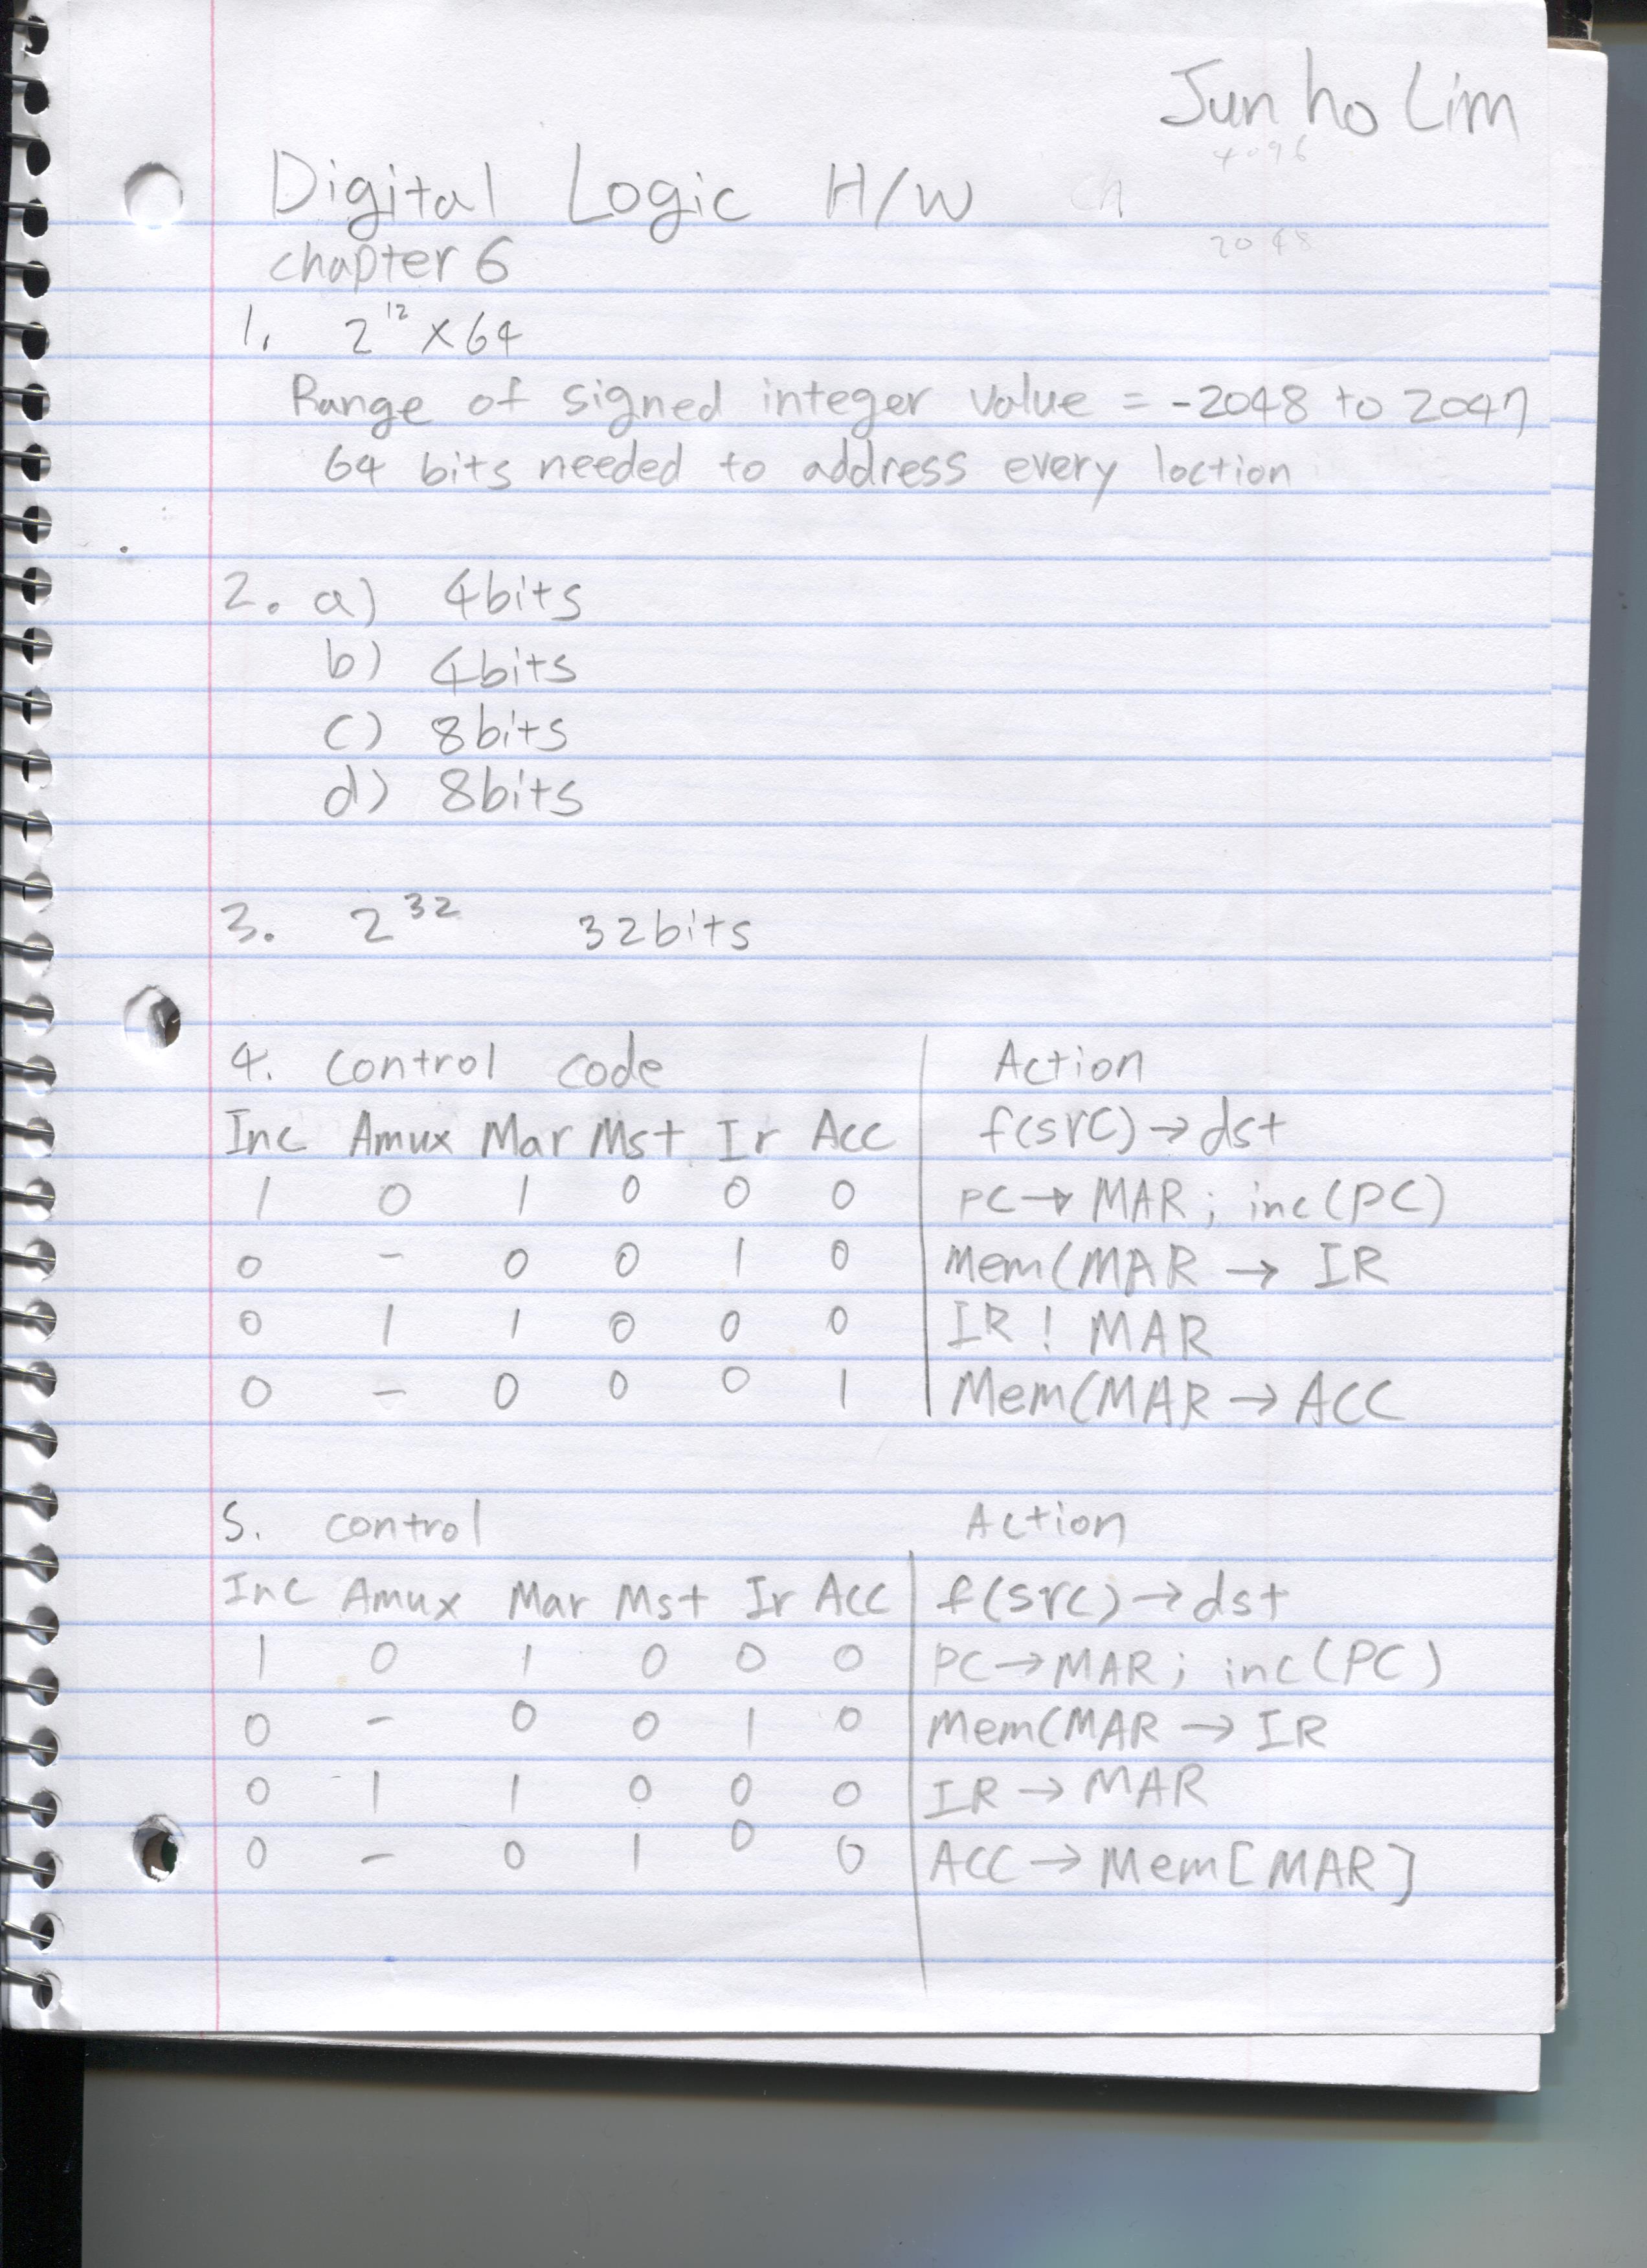 Jun ho Lim
4096
Digital Logic H/W ch
2048
chapter 6
1. 2^12 x 64
Range of signed integer value = -2048 to 2047
64 bits needed to address every loction
2. a) 4bits
b) 4bits
c) 8bits
d) 8bits
3. 2^32 32bits
4. control code Action
Inc Amux Mar Mst Ir Acc f(src) → dst
1 0 1 0 0 0 PC → MAR; inc(PC)
0 - 0 0 1 0 Mem(MAR → IR
0 1 1 0 0 0 IR ! MAR
0 - 0 0 0 1 Mem(MAR → ACC
5. control Action
Inc Amux Mar Mst Ir Acc f(src) → dst
1 0 1 0 0 0 PC → MAR; inc(PC)
0 - 0 0 1 0 Mem(MAR → IR
0 1 1 0 0 0 IR → MAR
0 - 0 1 0 0 ACC → Mem[MAR]